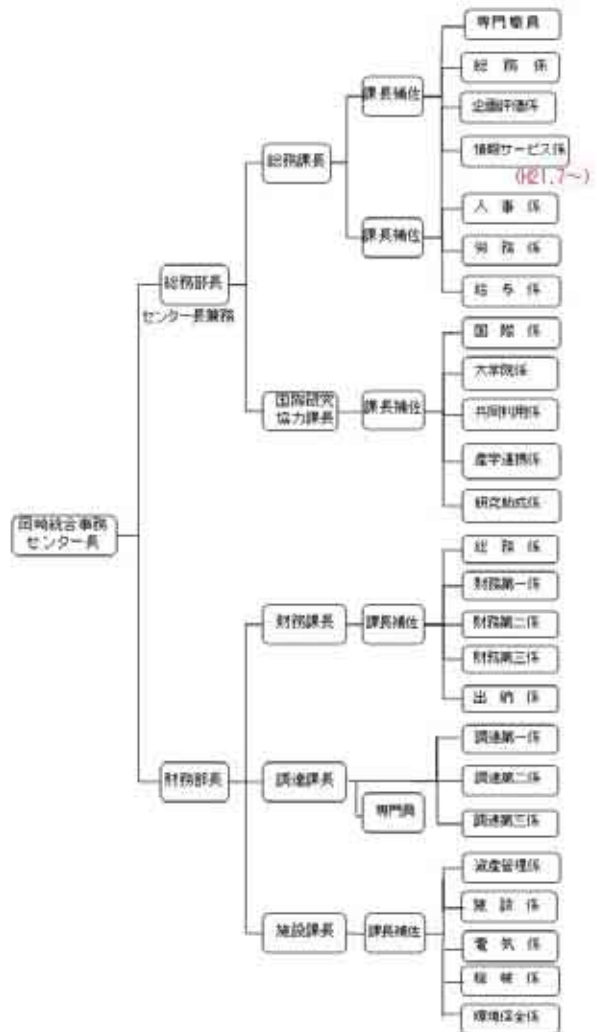 専門職員
総務係
課長補佐
企画評価係
総務課長
情報サービス係
(H21.7～)
人事係
課長補佐
労務係
総務部長
給与係
センター長兼務
国際係
大学院係
国際研究
協力課長
課長補佐
共同利用係
産学連携係
研究助成係
岡崎統合事務
センター長
総務係
財務第一係
財務課長
課長補佐
財務第二係
財務第三係
出納係
調達第一係
財務部長
調達課長
調達第二係
専門員
調達第三係
資産管理係
施設係
施設課長
課長補佐
電気係
機械係
環境保全係